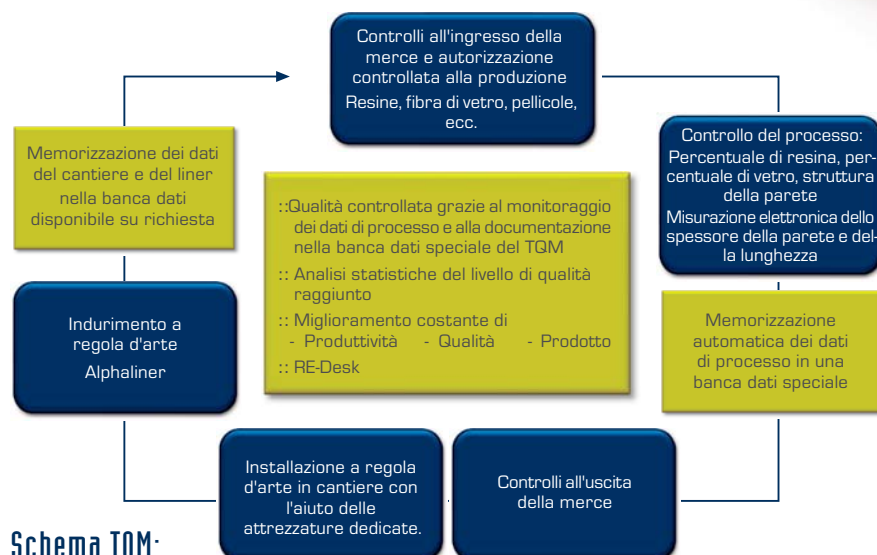 Controlli all'ingresso della
merce e autorizzazione
controllata alla produzione
Resine, fibra di vetro, pellicole,
ecc.
Controllo del processo:
Percentuale di resina, per-
centuale di vetro, struttura
della parete
Misurazione elettronica dello
spessore della parete e del-
la lunghezza
Memorizzazione
automatica dei dati
di processo in una
banca dati speciale
Controlli all'uscita
della merce
Installazione a regola
d'arte in cantiere con
l'aiuto delle
attrezzature dedicate.
Indurimento a
regola d'arte
Alphaliner
Memorizzazione dei dati
del cantiere e del liner
nella banca dati
disponibile su richiesta
::Qualità controllata grazie al monitoraggio
dei dati di processo e alla documentazione
nella banca dati speciale del TQM
:: Analisi statistiche del livello di qualità
raggiunto
:: Miglioramento costante di
- Produttività - Qualità - Prodotto
:: RE-Desk
Schema TQM: